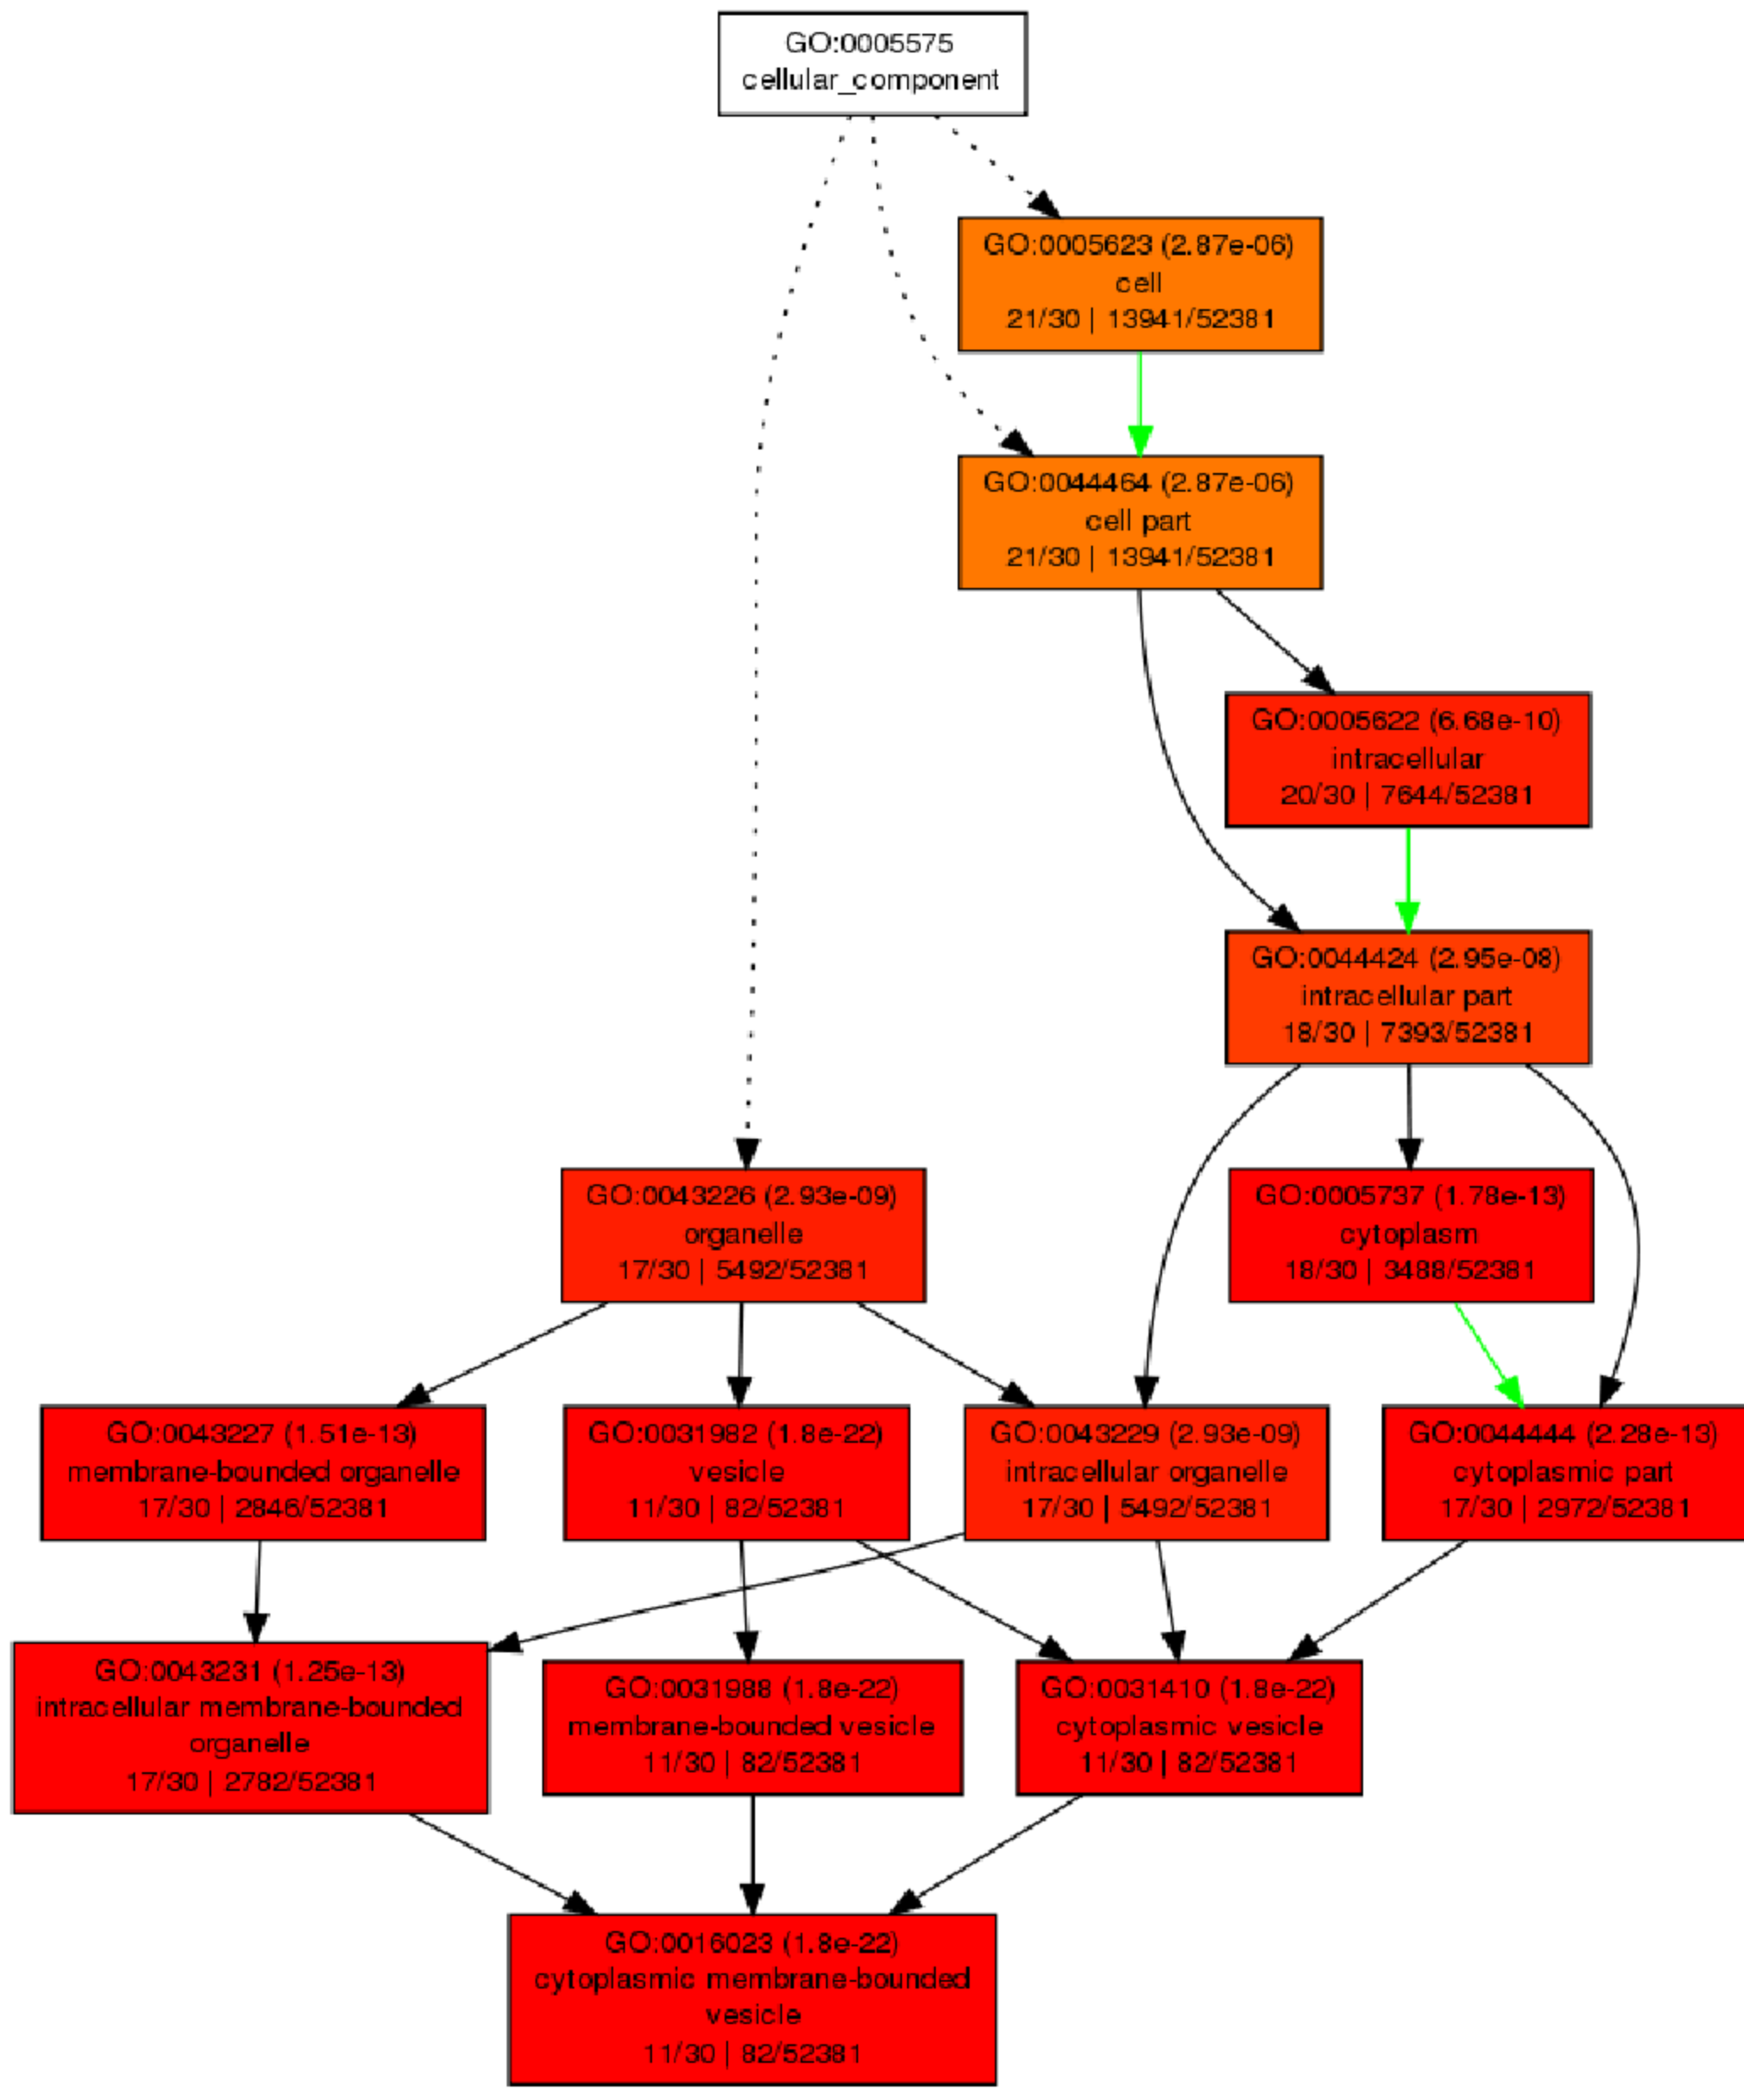 GO:0005575
cellular_component
GO:0005623 (2.87e-06)
cell
21/30 | 13941/52381
GO:0044464 (2.87e-06)
cell part
21/30 | 13941/52381
GO:0005622 (6.68e-10)
intracellular
20/30 | 7644/52381
GO:0044424 (2.95e-08)
intracellular part
18/30 | 7393/52381
GO:0043226 (2.93e-09)
organelle
17/30 | 5492/52381
GO:0005737 (1.78e-13)
cytoplasm
18/30 | 3488/52381
GO:0043227 (1.51e-13)
membrane-bounded organelle
17/30 | 2846/52381
GO:0031982 (1.8e-22)
vesicle
11/30 | 82/52381
GO:0043229 (2.93e-09)
intracellular organelle
17/30 | 5492/52381
GO:0044444 (2.28e-13)
cytoplasmic part
17/30 | 2972/52381
GO:0043231 (1.25e-13)
intracellular membrane-bounded
organelle
17/30 | 2782/52381
GO:0031988 (1.8e-22)
membrane-bounded vesicle
11/30 | 82/52381
GO:0031410 (1.8e-22)
cytoplasmic vesicle
11/30 | 82/52381
GO:0016023 (1.8e-22)
cytoplasmic membrane-bounded
vesicle
11/30 | 82/52381